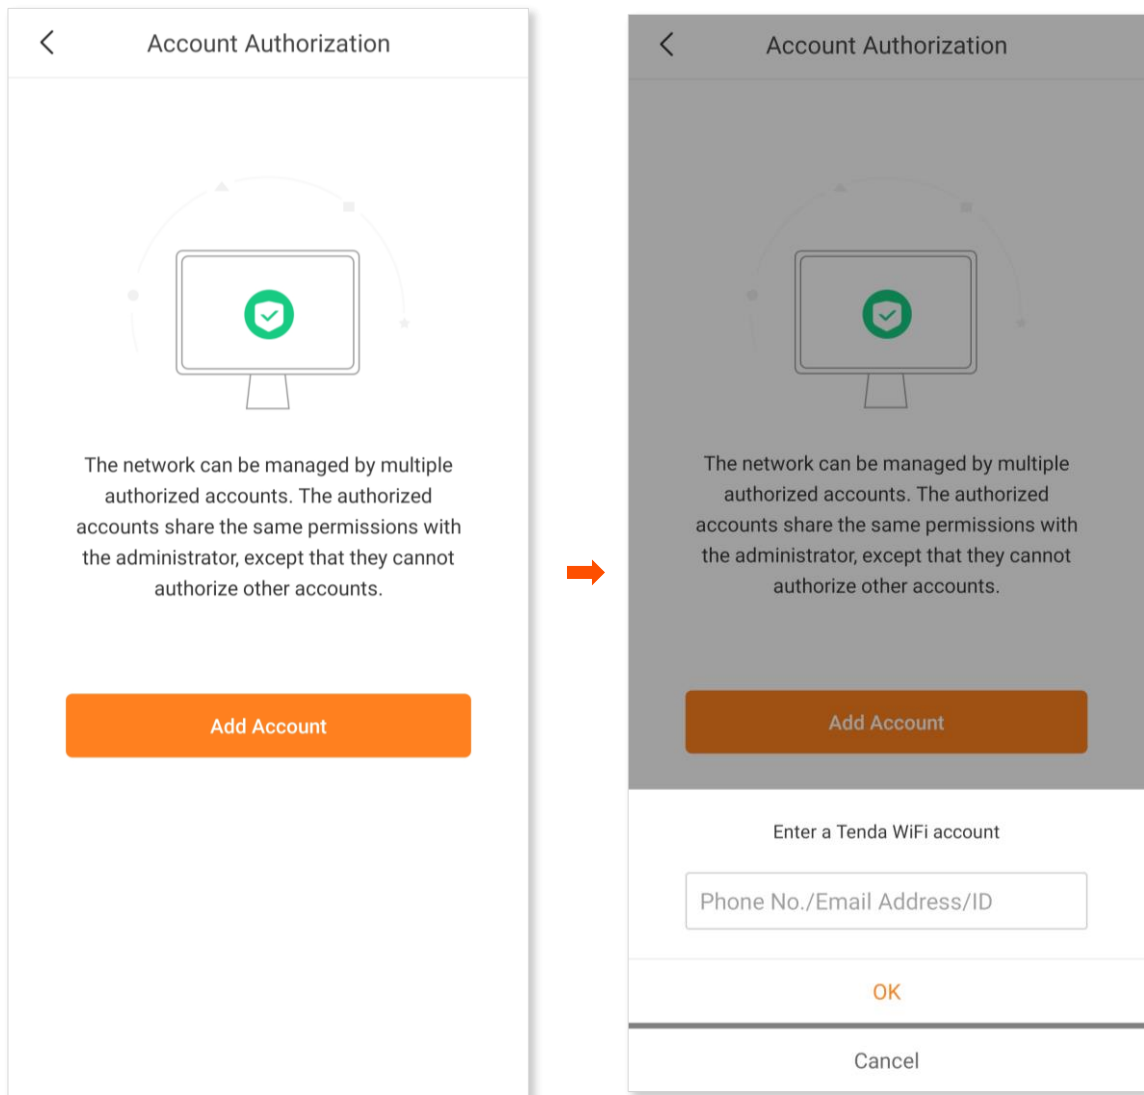 Account Authorization
The network can be managed by multiple
authorized accounts. The authorized
accounts share the same permissions with
the administrator, except that they cannot
authorize other accounts.
Add Account
Account Authorization
The network can be managed by multiple
authorized accounts. The authorized
accounts share the same permissions with
the administrator, except that they cannot
authorize other accounts.
Add Account
Enter a Tenda WiFi account
Phone No./Email Address/ID
OK
Cancel